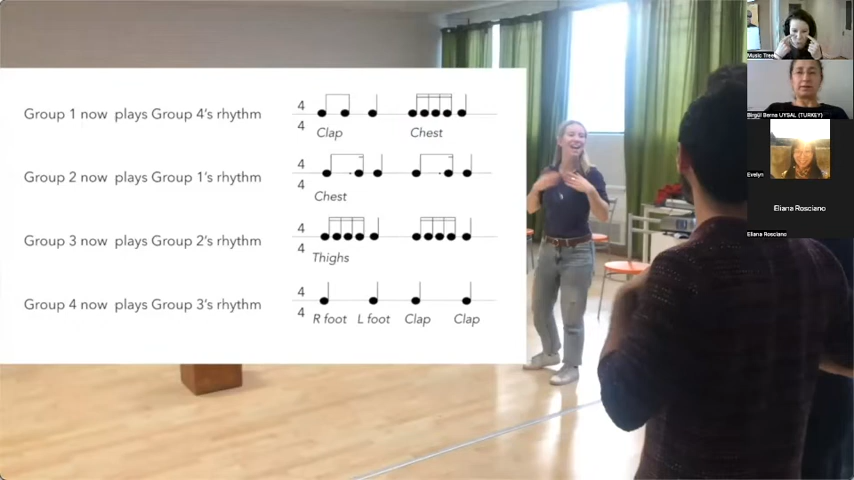 Group 1 now plays Group 4's rhythm
4
4
Clap
Chest
Group 2 now plays Group 1's rhythm
4
4
Chest
Group 3 now plays Group 2's rhythm
4
4
Thighs
Group 4 now plays Group 3's rhythm
4
4
R foot L foot Clap Clap
Music Tree
Birgül Berna UYSAL (TURKEY)
Evelyn
Eliana Rosciano
Eliana Rosciano